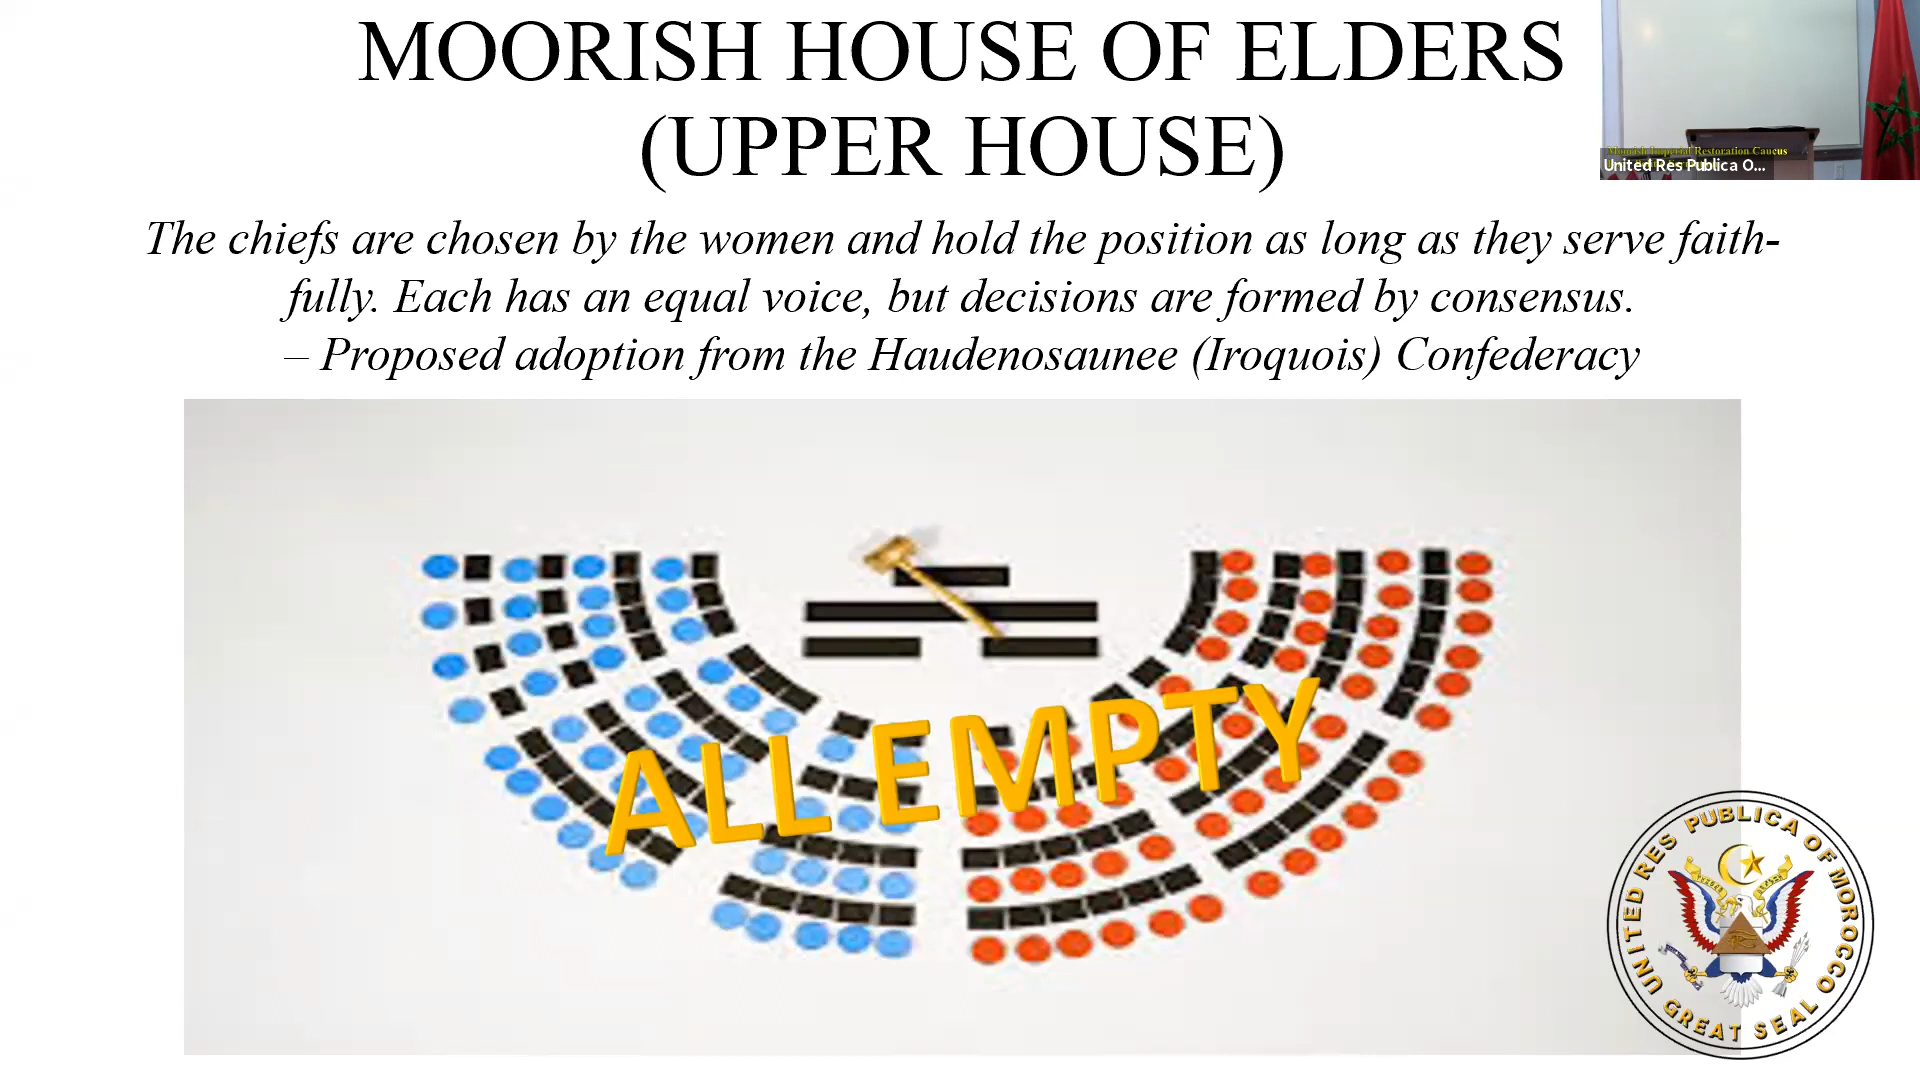 MOORISH HOUSE OF ELDERS
(UPPER HOUSE)
Moorish Imperial Restoration Caucus
United Res Publica O...
The chiefs are chosen by the women and hold the position as long as they serve faith-
fully. Each has an equal voice, but decisions are formed by consensus.
– Proposed adoption from the Haudenosaunee (Iroquois) Confederacy
ALL EMPTY
UNITED RES PUBLICA OF MOROCCO
GREAT SEAL